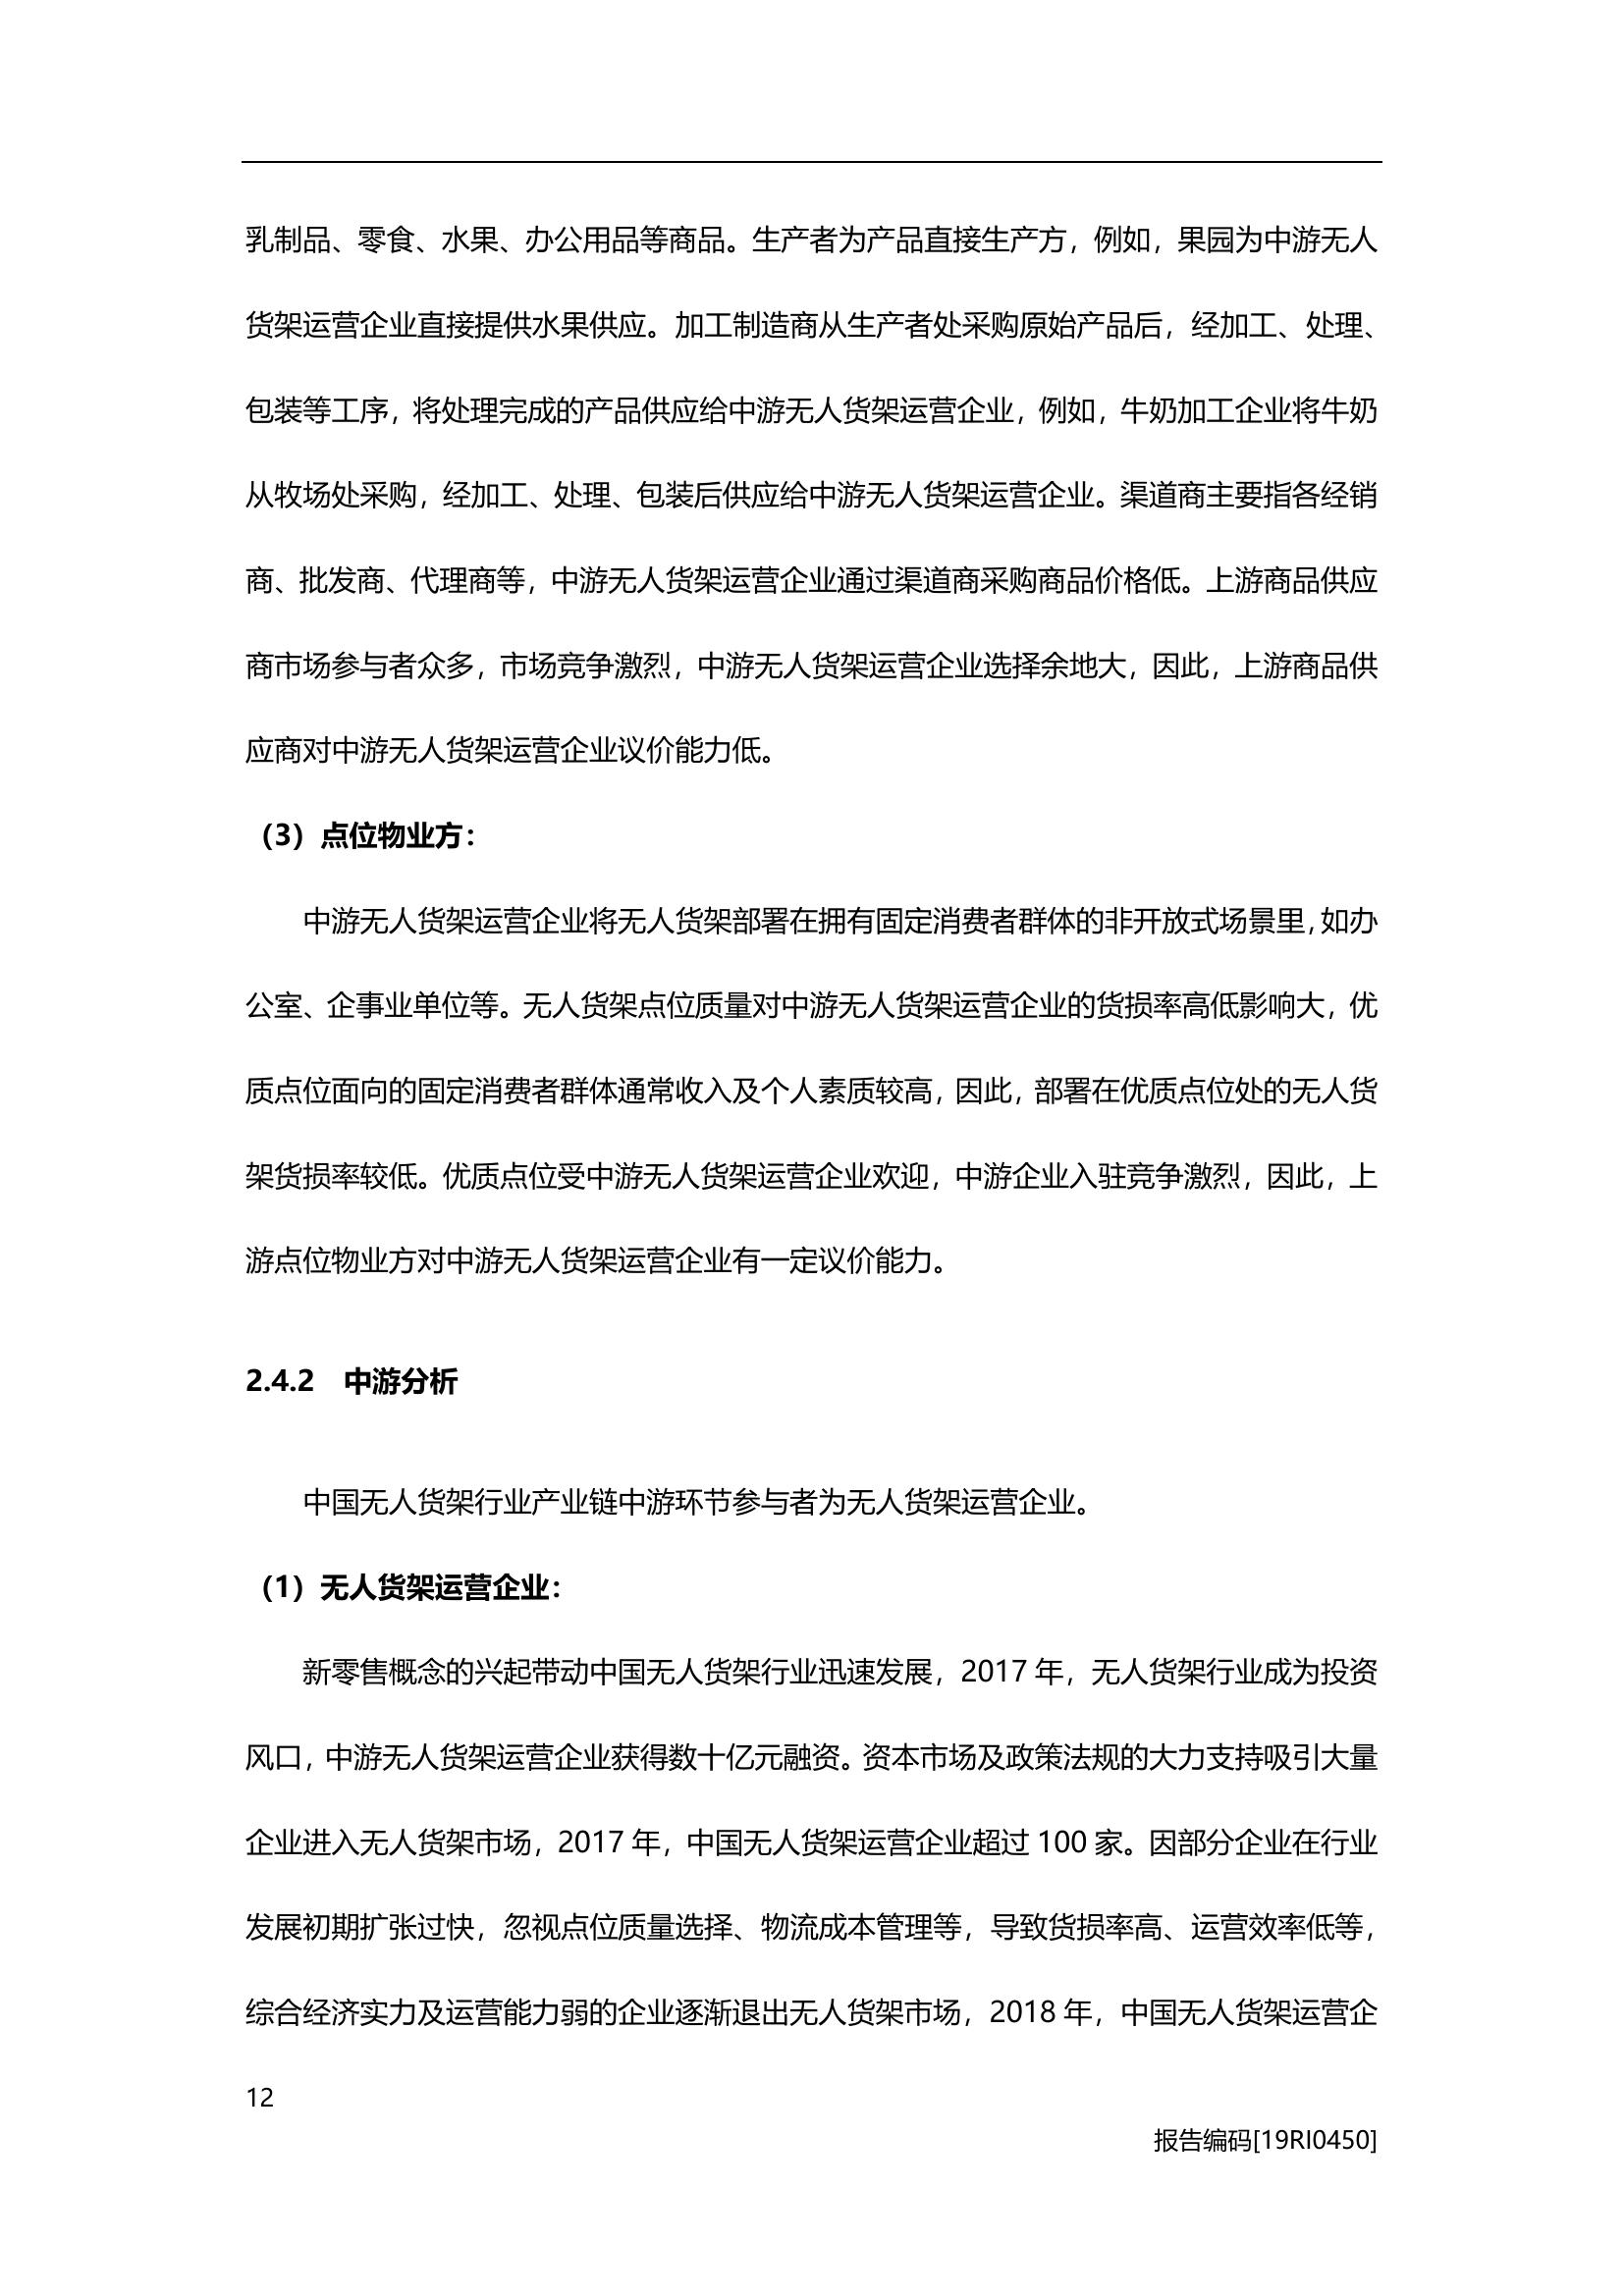 乳制品、零食、水果、办公用品等商品。生产者为产品直接生产方，例如，果园为中游无人
货架运营企业直接提供水果供应。加工制造商从生产者处采购原始产品后，经加工、处理、
包装等工序，将处理完成的产品供应给中游无人货架运营企业，例如，牛奶加工企业将牛奶
从牧场处采购，经加工、处理、包装后供应给中游无人货架运营企业。渠道商主要指各经销
商、批发商、代理商等，中游无人货架运营企业通过渠道商采购商品价格低。上游商品供应
商市场参与者众多，市场竞争激烈，中游无人货架运营企业选择余地大，因此，上游商品供
应商对中游无人货架运营企业议价能力低。
（3）点位物业方：
中游无人货架运营企业将无人货架部署在拥有固定消费者群体的非开放式场景里，如办
公室、企事业单位等。无人货架点位质量对中游无人货架运营企业的货损率高低影响大，优
质点位面向的固定消费者群体通常收入及个人素质较高，因此，部署在优质点位处的无人货
架货损率较低。优质点位受中游无人货架运营企业欢迎，中游企业入驻竞争激烈，因此，上
游点位物业方对中游无人货架运营企业有一定议价能力。
2.4.2 中游分析
中国无人货架行业产业链中游环节参与者为无人货架运营企业。
（1）无人货架运营企业：
新零售概念的兴起带动中国无人货架行业迅速发展，2017 年，无人货架行业成为投资
风口，中游无人货架运营企业获得数十亿元融资。资本市场及政策法规的大力支持吸引大量
企业进入无人货架市场，2017 年，中国无人货架运营企业超过 100 家。因部分企业在行业
发展初期扩张过快，忽视点位质量选择、物流成本管理等，导致货损率高、运营效率低等，
综合经济实力及运营能力弱的企业逐渐退出无人货架市场，2018 年，中国无人货架运营企
12
报告编码[19RI0450]